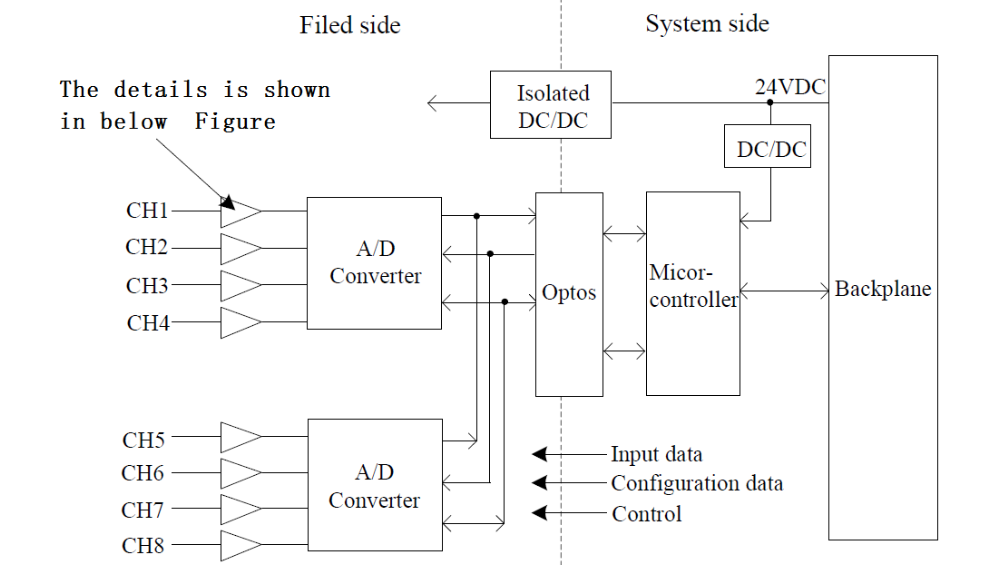 Filed side
System side
The details is shown
in below Figure
Isolated
DC/DC
24VDC
DC/DC
CH1
CH2
CH3
CH4
A/D
Converter
Optos
Micor-
controller
Backplane
CH5
CH6
CH7
CH8
A/D
Converter
Input data
Configuration data
Control